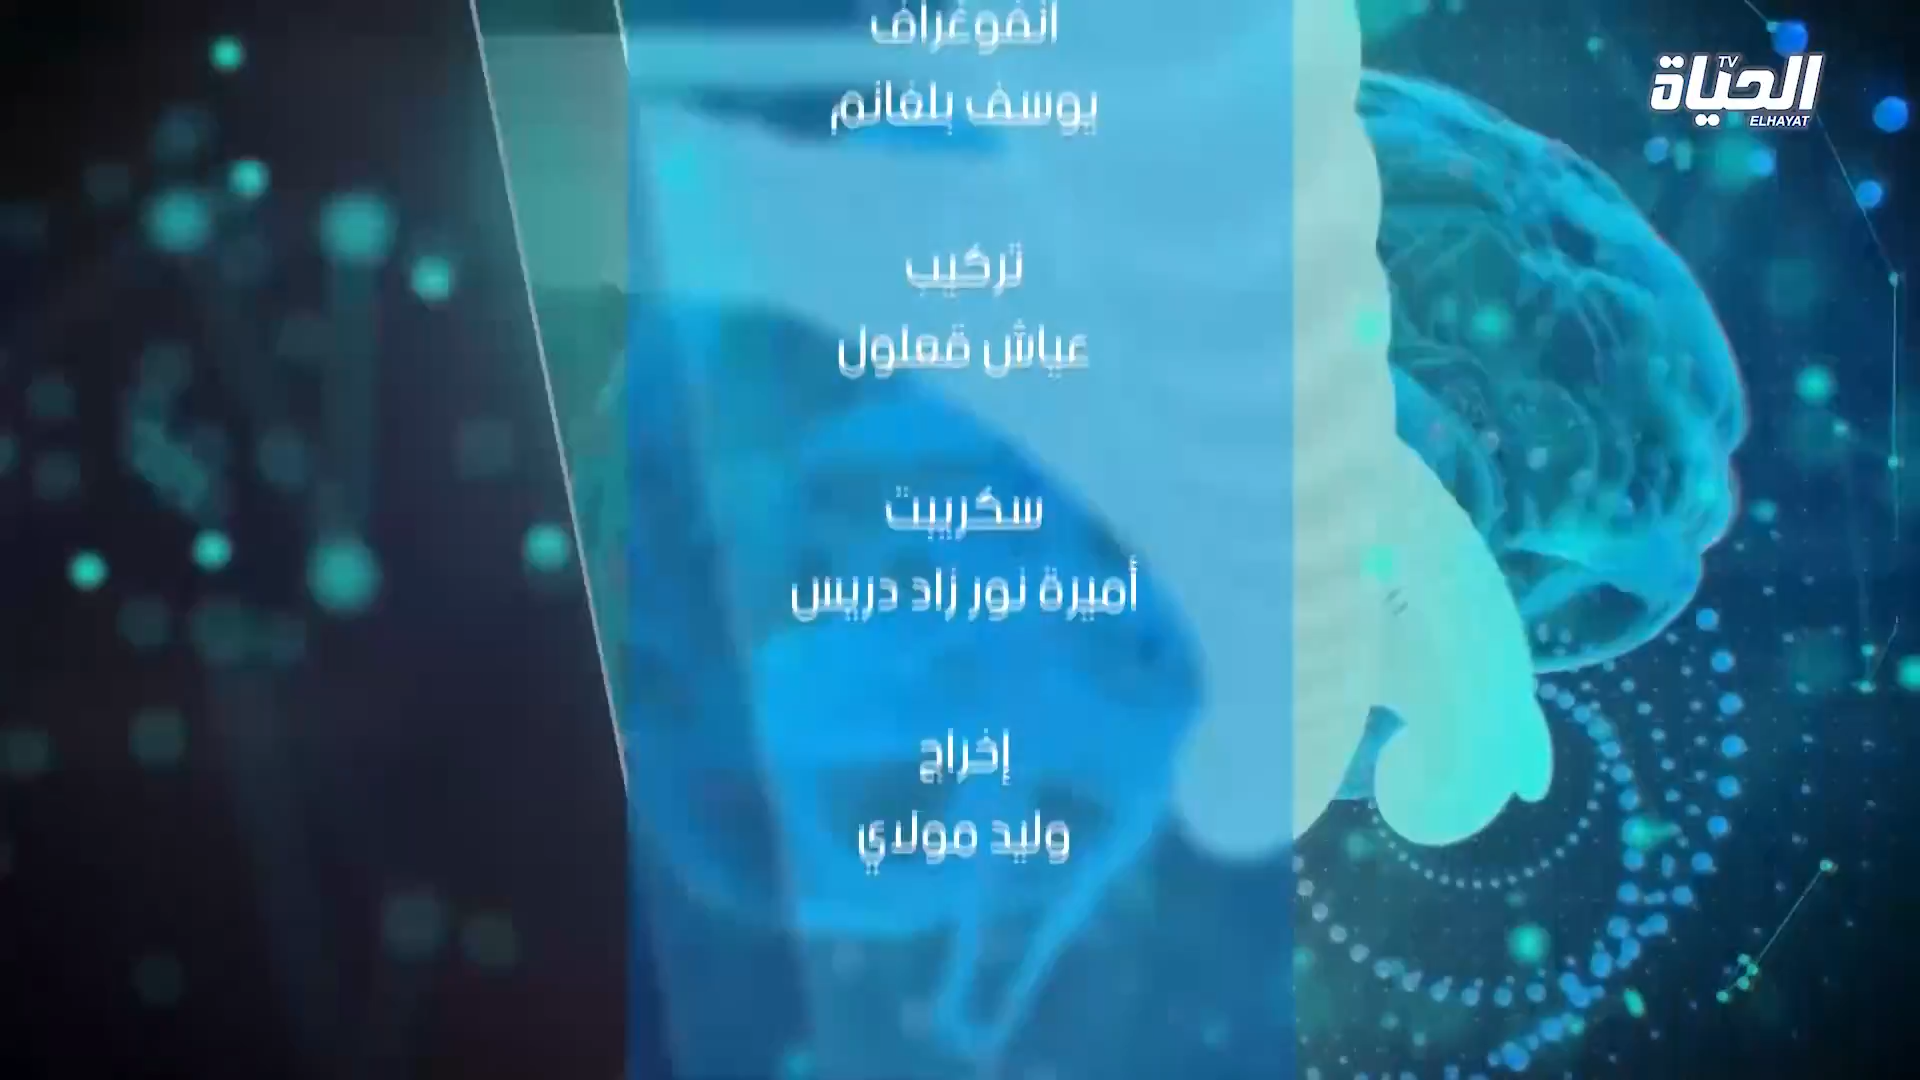 انفوغراف
يوسف بلغانم
تركيب
عياش قعلول
سكريبت
أميرة نور زاد دريس
إخراج
وليد مولاي
الحياة TV
ELHAYAT